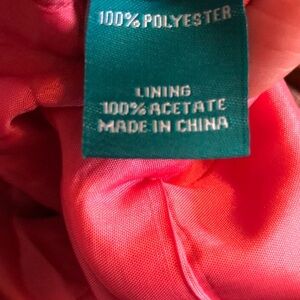 100% POLYESTER
LINING
100% ACETATE
MADE IN CHINA